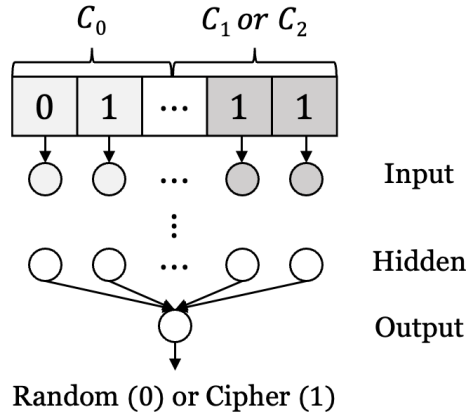 C₀ C₁ or C₂
0 1 ... 1 1
... Input
⋮
... Hidden
Output
Random (0) or Cipher (1)